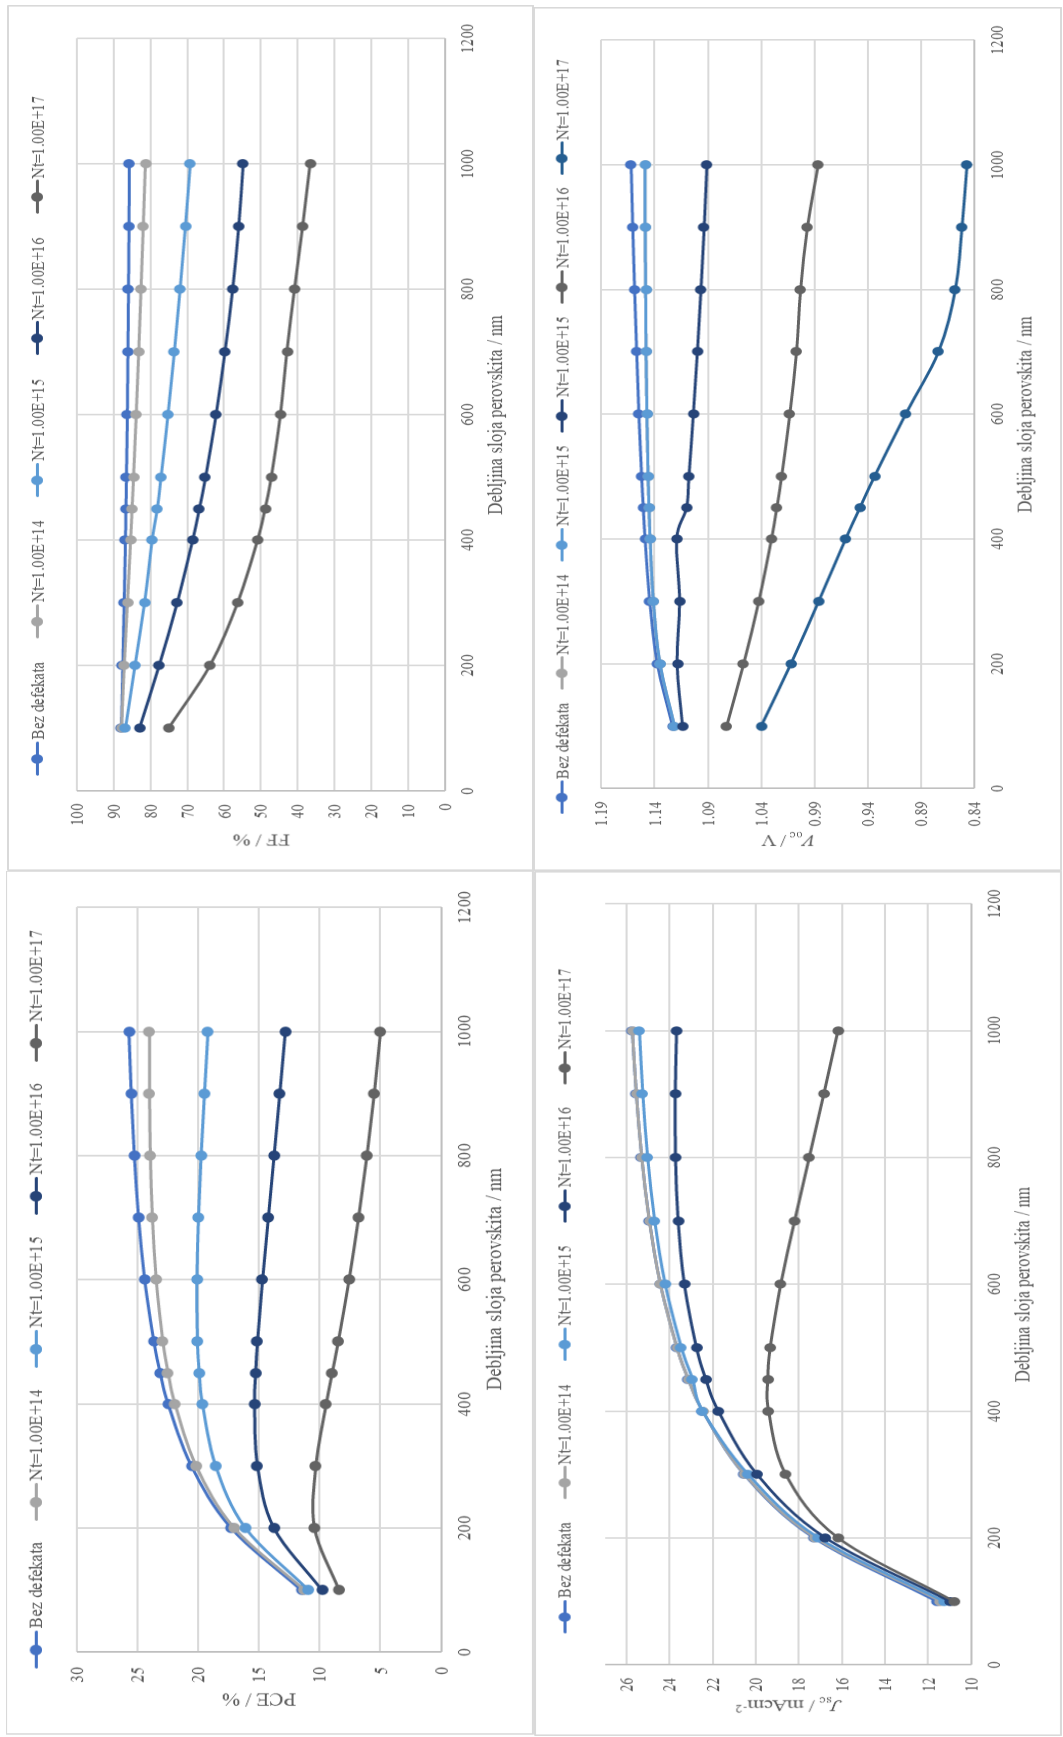 Bez defekata Nt=1.00E+14 Nt=1.00E+15 Nt=1.00E+16 Nt=1.00E+17
30
25
20
15
10
5
0
PCE / %
0 200 400 600 800 1000 1200
Debljina sloja perovskita / nm
Bez defekata Nt=1.00E+14 Nt=1.00E+15 Nt=1.00E+16 Nt=1.00E+17
100
90
80
70
60
50
40
30
20
10
0
FF / %
0 200 400 600 800 1000 1200
Debljina sloja perovskita / nm
Bez defekata Nt=1.00E+14 Nt=1.00E+15 Nt=1.00E+16 Nt=1.00E+17
26
24
22
20
18
16
14
12
10
Jsc / mAcm-2
0 200 400 600 800 1000 1200
Debljina sloja perovskita / nm
Bez defekata Nt=1.00E+14 Nt=1.00E+15 Nt=1.00E+15 Nt=1.00E+16 Nt=1.00E+17
1.19
1.14
1.09
1.04
0.99
0.94
0.89
0.84
Voc / V
0 200 400 600 800 1000 1200
Debljina sloja perovskita / nm